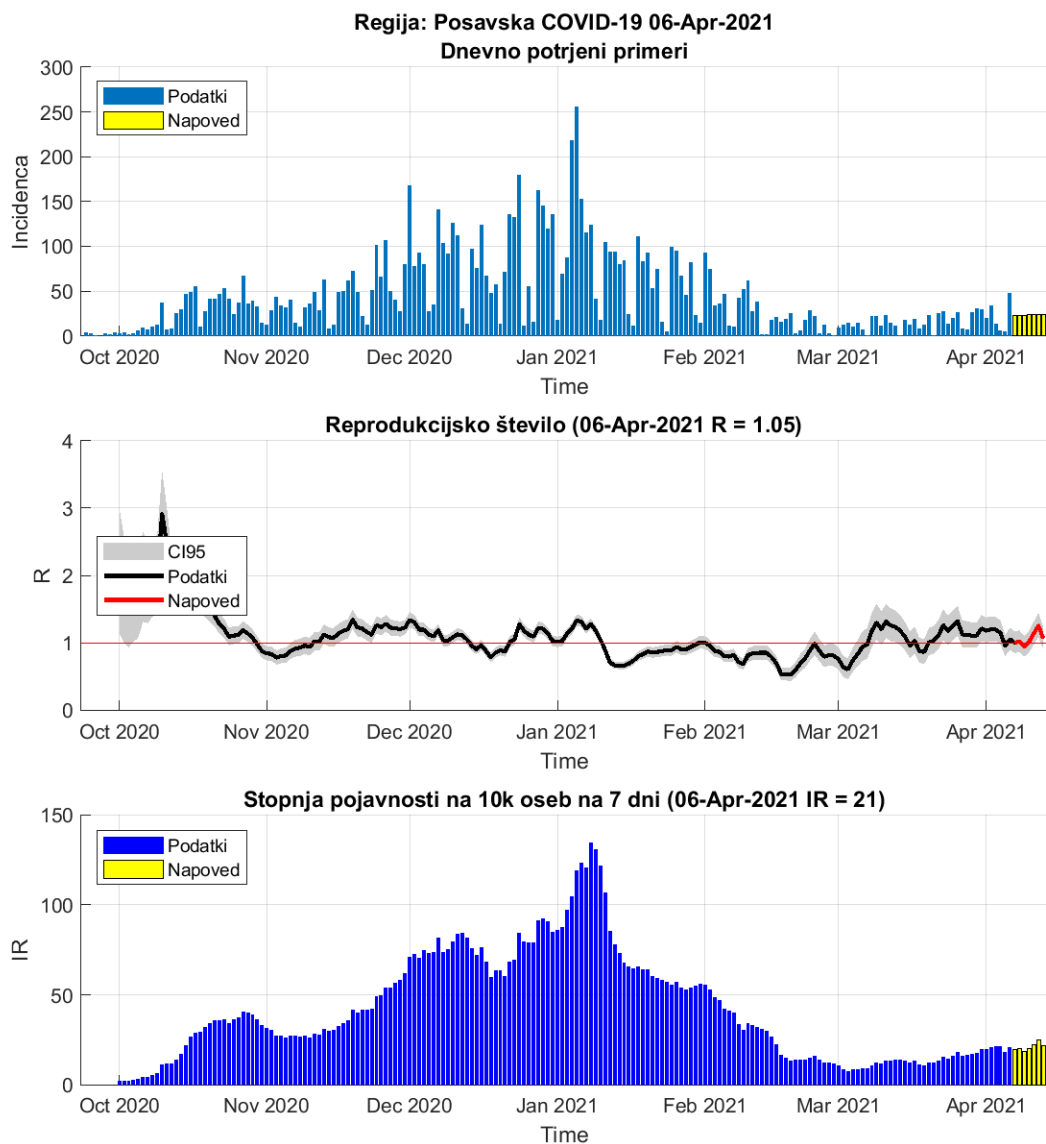 Regija: Posavska COVID-19 06-Apr-2021
Dnevno potrjeni primeri
300
250
200
150
100
50
0
Incidenca
Podatki
Napoved
Oct 2020 Nov 2020 Dec 2020 Jan 2021 Feb 2021 Mar 2021 Apr 2021
Time
Reprodukcijsko število (06-Apr-2021 R = 1.05)
4
3
2
1
0
R
CI95
Podatki
Napoved
Oct 2020 Nov 2020 Dec 2020 Jan 2021 Feb 2021 Mar 2021 Apr 2021
Time
Stopnja pojavnosti na 10k oseb na 7 dni (06-Apr-2021 IR = 21)
150
100
50
0
IR
Podatki
Napoved
Oct 2020 Nov 2020 Dec 2020 Jan 2021 Feb 2021 Mar 2021 Apr 2021
Time